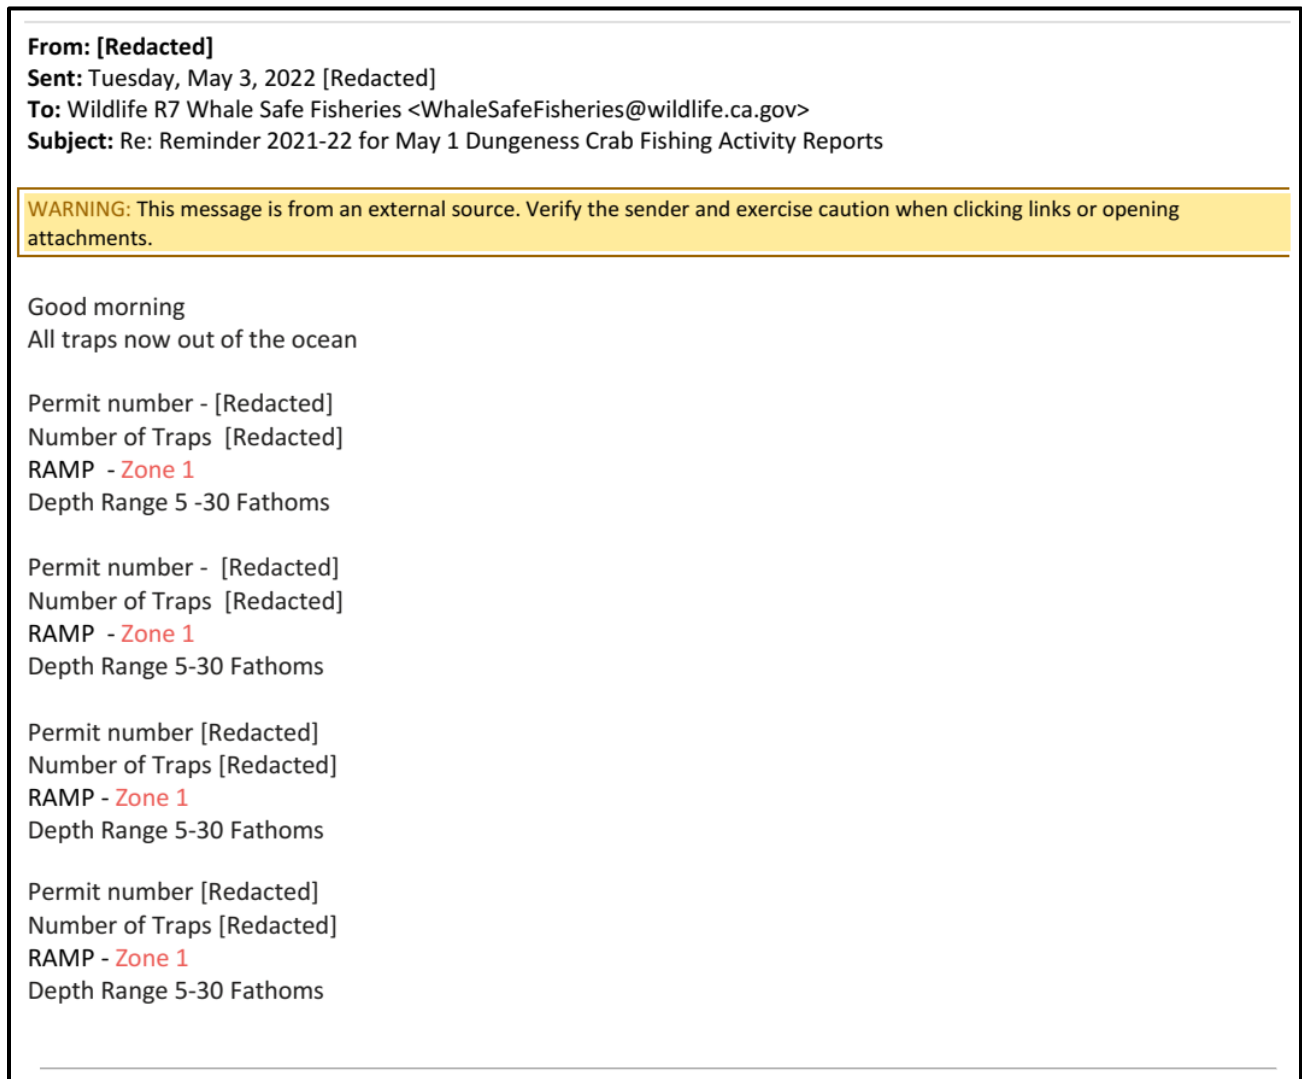 From: [Redacted]
Sent: Tuesday, May 3, 2022 [Redacted]
To: Wildlife R7 Whale Safe Fisheries <WhaleSafeFisheries@wildlife.ca.gov>
Subject: Re: Reminder 2021-22 for May 1 Dungeness Crab Fishing Activity Reports
WARNING: This message is from an external source. Verify the sender and exercise caution when clicking links or opening
attachments.
Good morning
All traps now out of the ocean
Permit number - [Redacted]
Number of Traps  [Redacted]
RAMP  - Zone 1
Depth Range 5 -30 Fathoms
Permit number -  [Redacted]
Number of Traps  [Redacted]
RAMP  - Zone 1
Depth Range 5-30 Fathoms
Permit number [Redacted]
Number of Traps [Redacted]
RAMP - Zone 1
Depth Range 5-30 Fathoms
Permit number [Redacted]
Number of Traps [Redacted]
RAMP - Zone 1
Depth Range 5-30 Fathoms